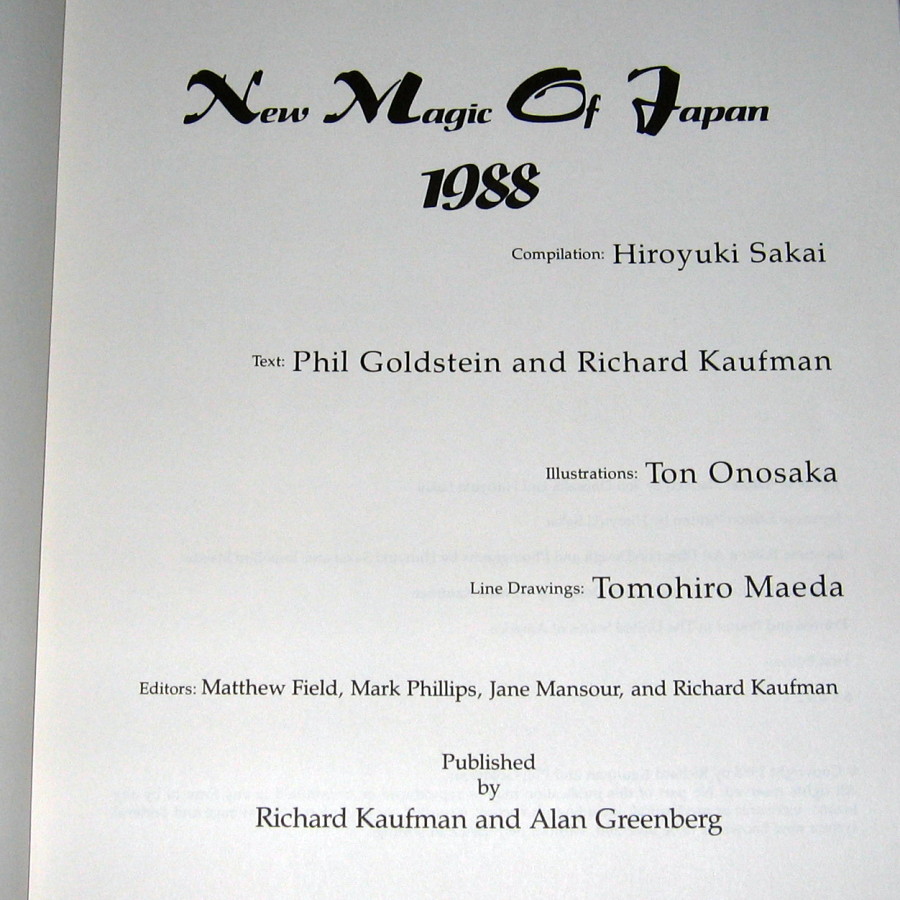 New Magic Of Japan
1988
Compilation: Hiroyuki Sakai
Text: Phil Goldstein and Richard Kaufman
Illustrations: Ton Onosaka
Line Drawings: Tomohiro Maeda
Editors: Matthew Field, Mark Phillips, Jane Mansour, and Richard Kaufman
Published
by
Richard Kaufman and Alan Greenberg